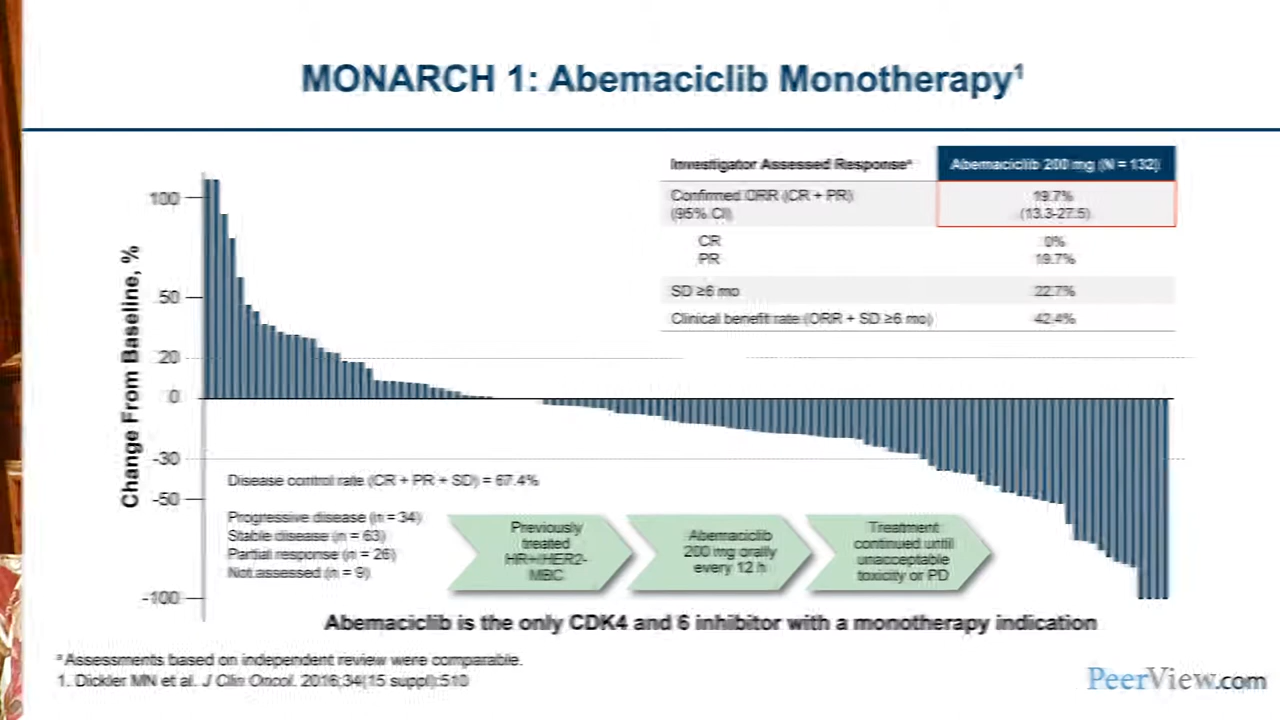 MONARCH 1: Abemaciclib Monotherapy¹
Investigator Assessed Responseᵃ
Abemaciclib 200 mg (N = 132)
Confirmed ORR (CR + PR)
(95% CI)
19.7%
(13.3-27.5)
CR
0%
PR
19.7%
SD ≥6 mo
22.7%
Clinical benefit rate (ORR + SD ≥6 mo)
42.4%
Change From Baseline, %
100
50
20
0
-30
-50
-100
Disease control rate (CR + PR + SD) = 67.4%
Progressive disease (n = 34)
Stable disease (n = 63)
Partial response (n = 26)
Not assessed (n = 9)
Previously
treated
HR+/HER2-
MBC
Abemaciclib
200 mg orally
every 12 h
Treatment
continued until
unacceptable
toxicity or PD
Abemaciclib is the only CDK4 and 6 inhibitor with a monotherapy indication
ᵃ Assessments based on independent review were comparable.
1. Dickler MN et al. J Clin Oncol. 2016;34(15 suppl):510
PeerView.com